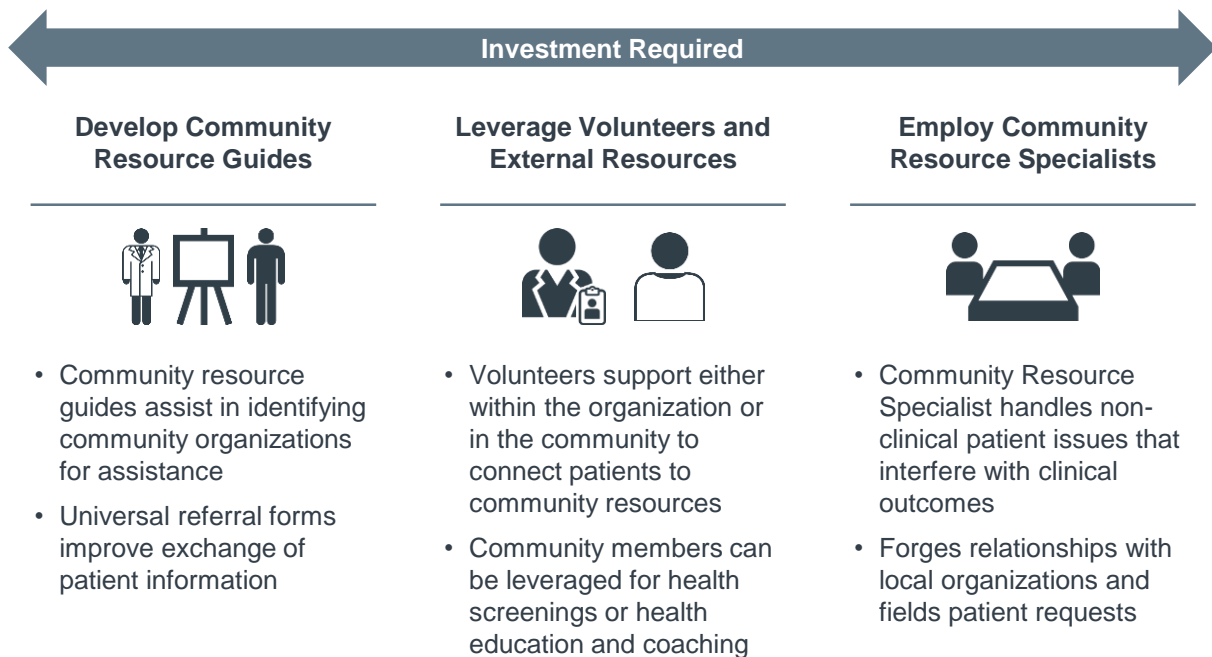 Investment Required
Develop Community
Resource Guides
• Community resource
guides assist in identifying
community organizations
for assistance
• Universal referral forms
improve exchange of
patient information
Leverage Volunteers and
External Resources
• Volunteers support either
within the organization or
in the community to
connect patients to
community resources
• Community members can
be leveraged for health
screenings or health
education and coaching
Employ Community
Resource Specialists
• Community Resource
Specialist handles non-
clinical patient issues that
interfere with clinical
outcomes
• Forges relationships with
local organizations and
fields patient requests